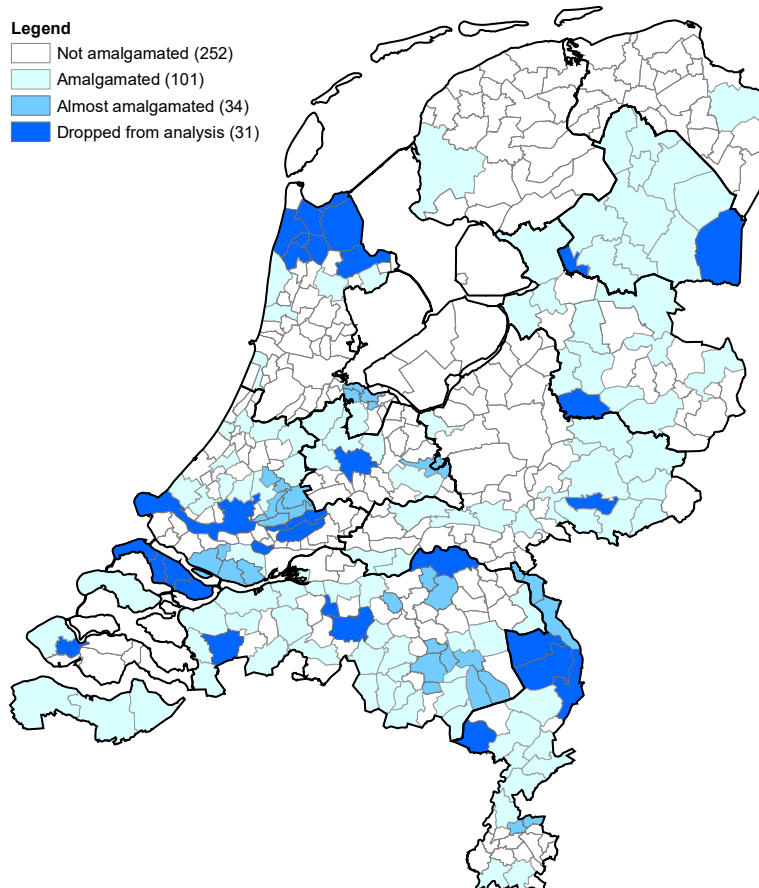 Legend
Not amalgamated (252)
Amalgamated (101)
Almost amalgamated (34)
Dropped from analysis (31)